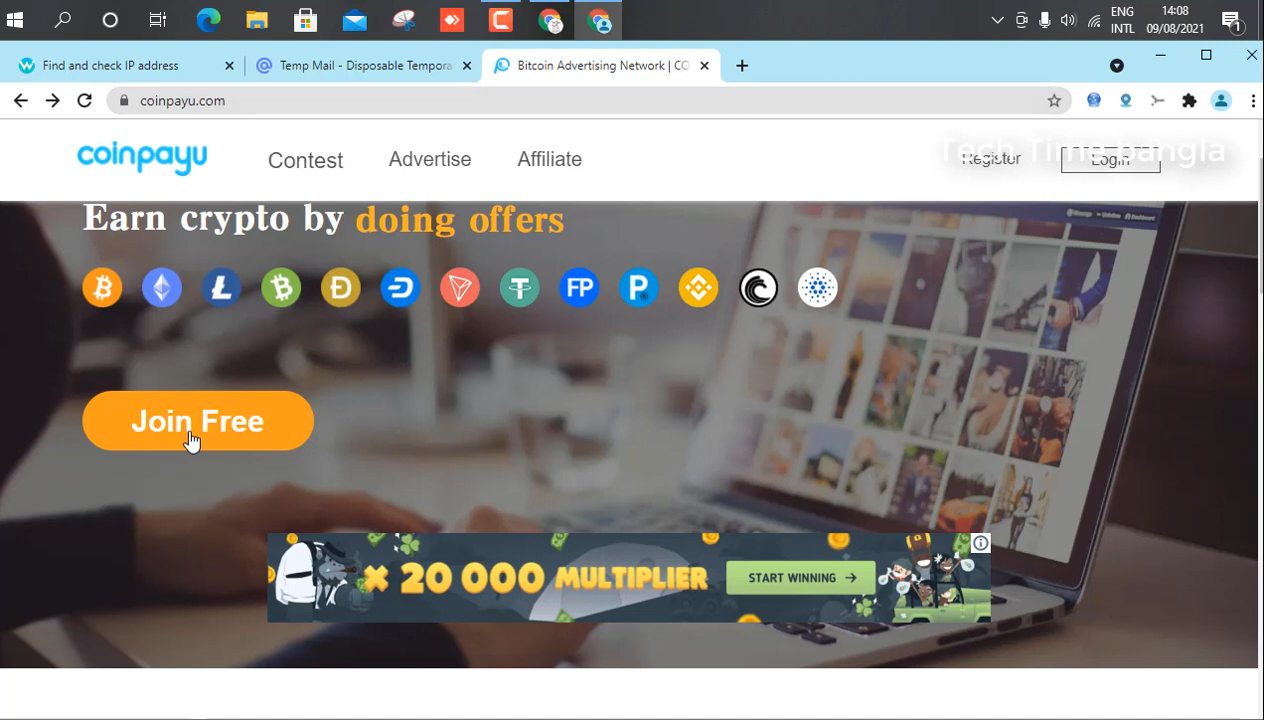 ENG
14:08
INTL
09/08/2021
1
Find and check IP address
Temp Mail - Disposable Tempora
Bitcoin Advertising Network | CO
coinpayu.com
coinpayu
Contest
Advertise
Affiliate
Register
Login
Tech Time bangla
Earn crypto by doing offers
FP
Join Free
x 20 000 MULTIPLIER
START WINNING